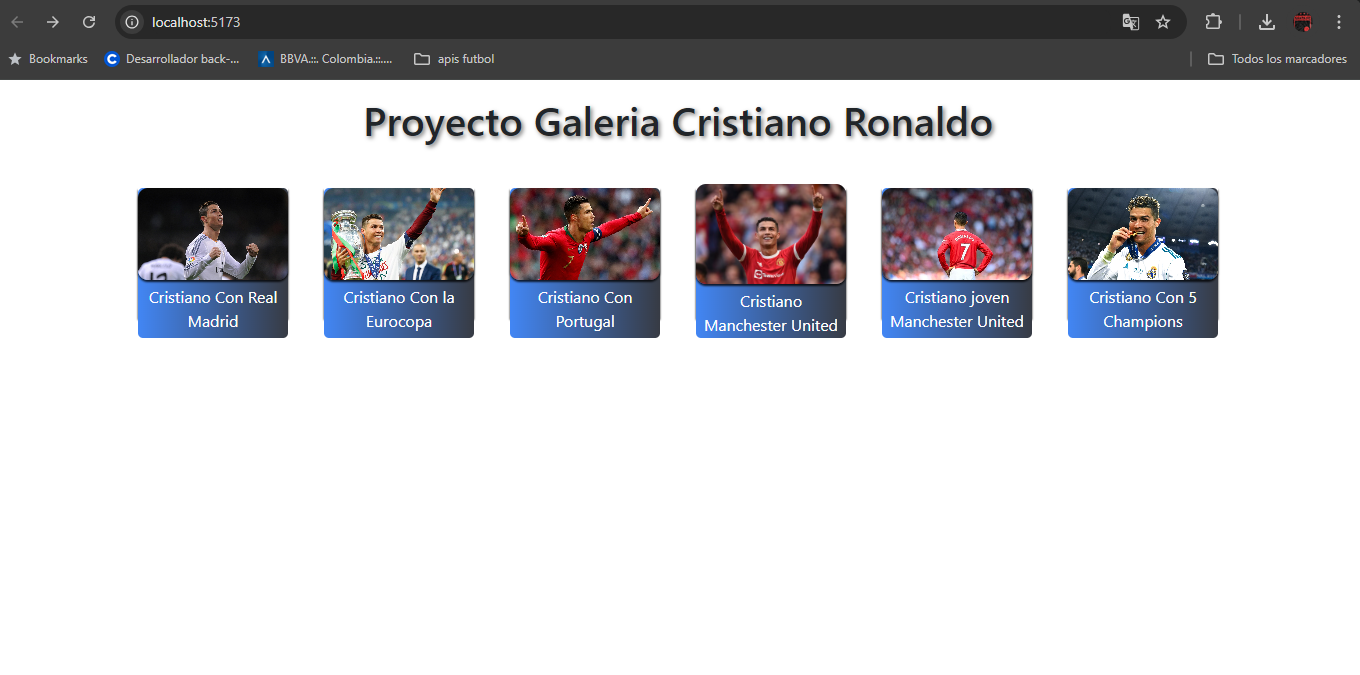 localhost:5173
Bookmarks
Desarrollador back-...
BBVA.::. Colombia.::....
apis futbol
Todos los marcadores
Proyecto Galeria Cristiano Ronaldo
Cristiano Con Real
Madrid
Cristiano Con la
Eurocopa
Cristiano Con
Portugal
Cristiano
Manchester United
Cristiano joven
Manchester United
Cristiano Con 5
Champions
7